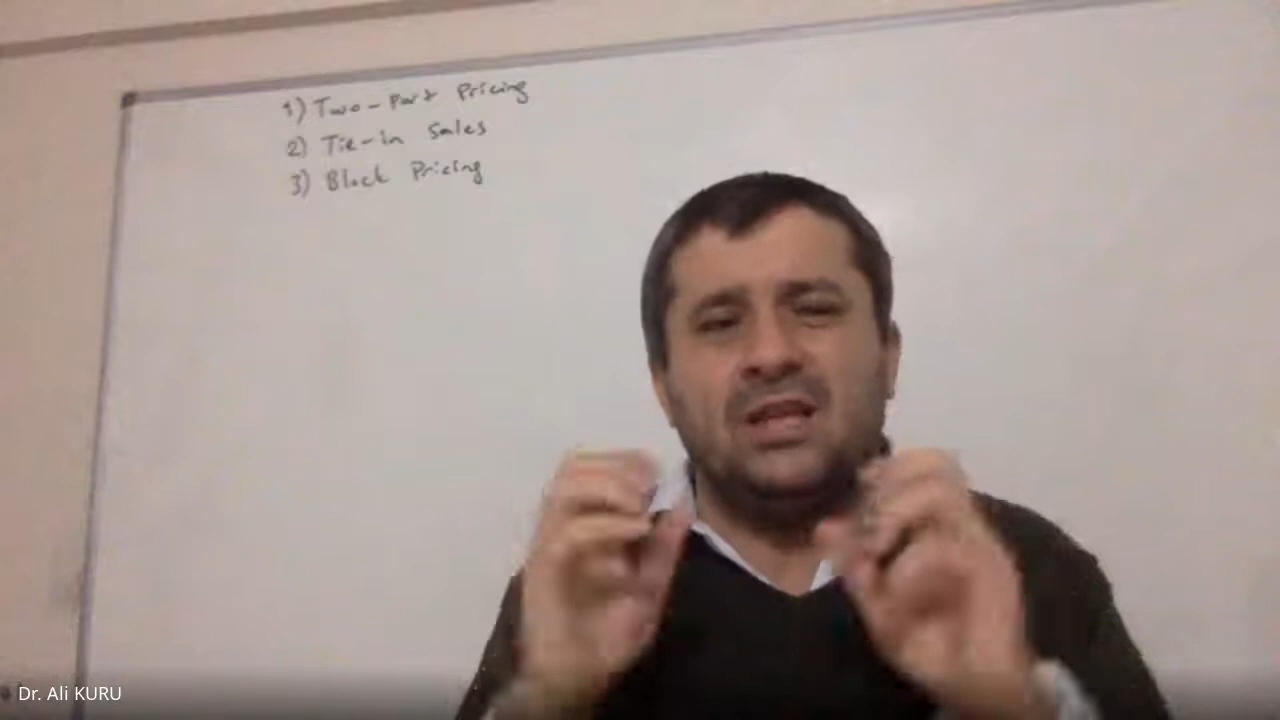 1) Two-Part Pricing
2) Tie-in Sales
3) Block Pricing
Dr. Ali KURU